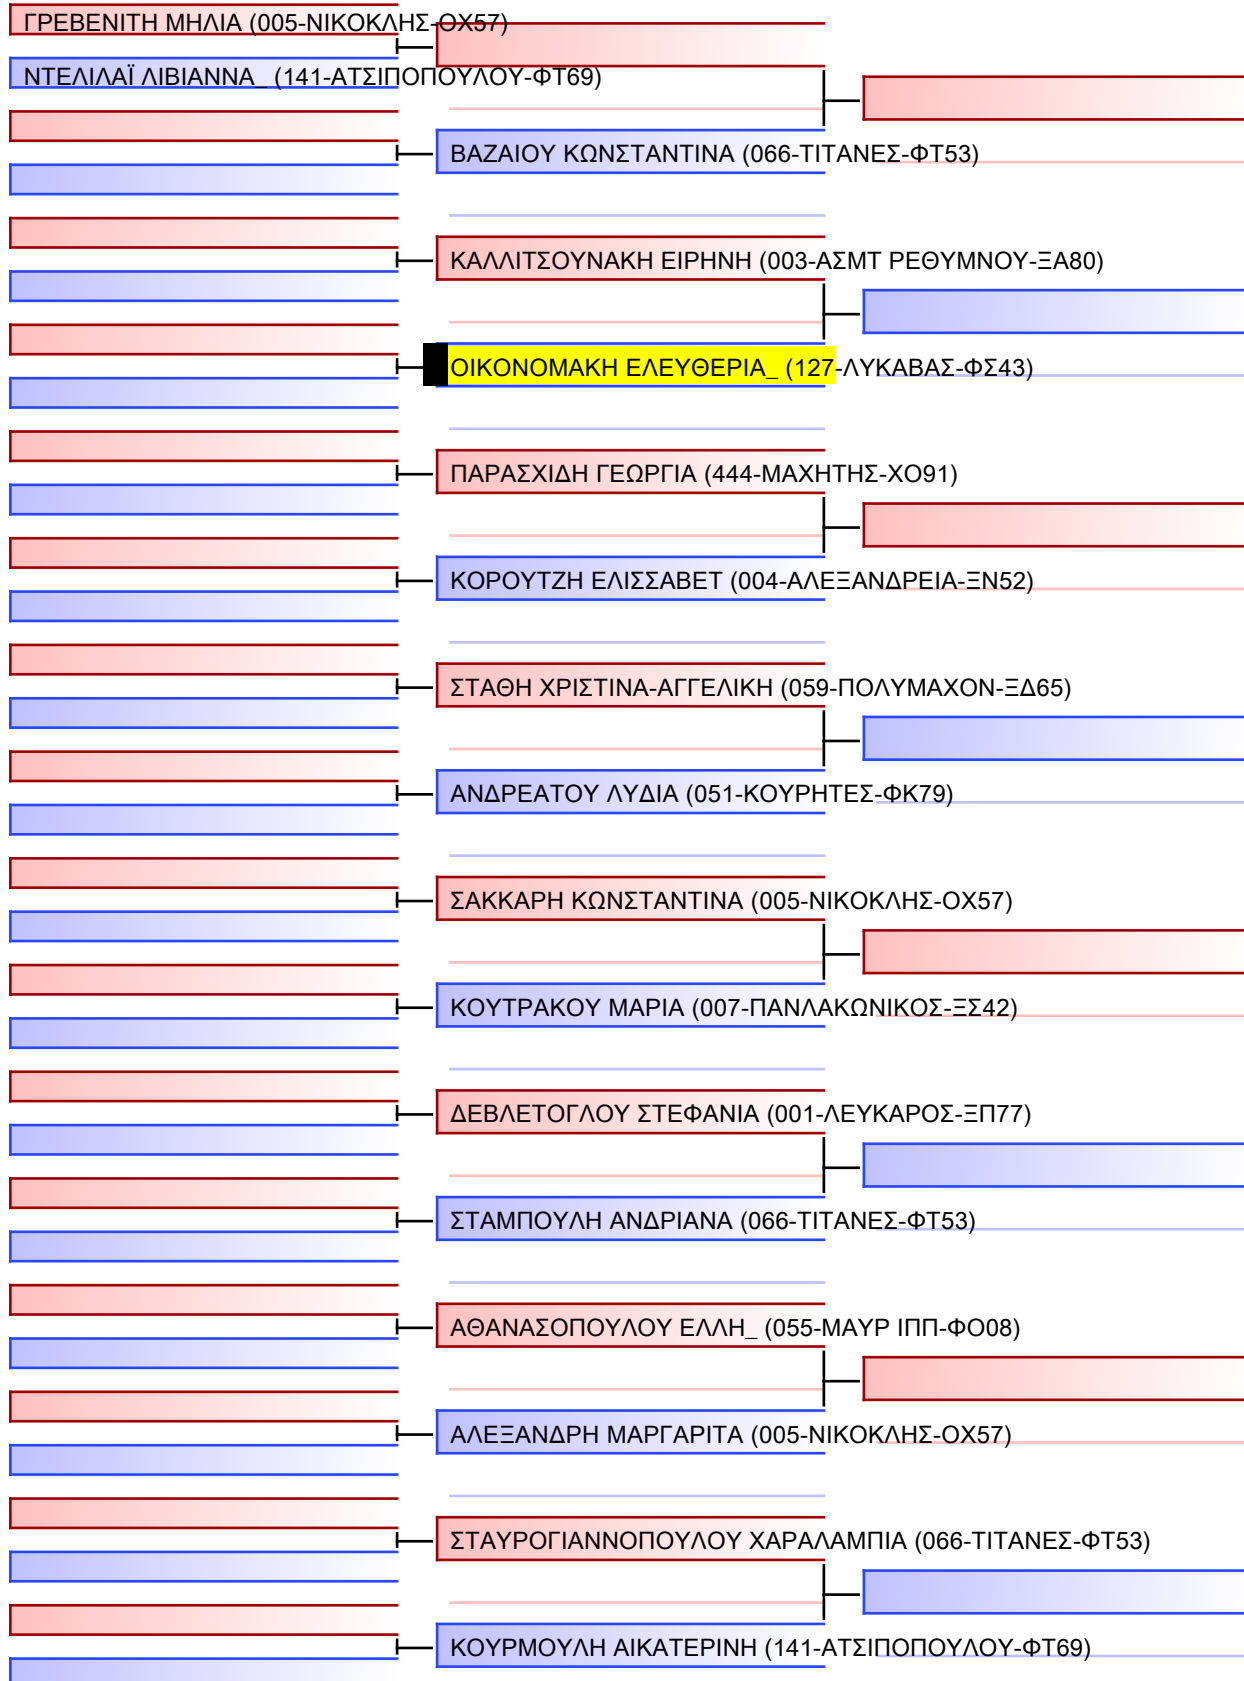 ΓΡΕΒΕΝΙΤΗ ΜΗΛΙΑ (005-ΝΙΚΟΚΛΗΣ-ΟΧ57)
ΝΤΕΛΙΛΑΪ ΛΙΒΙΑΝΝΑ_ (141-ΑΤΣΙΠΟΠΟΥΛΟΥ-ΦΤ69)
ΒΑΖΑΙΟΥ ΚΩΝΣΤΑΝΤΙΝΑ (066-ΤΙΤΑΝΕΣ-ΦΤ53)
ΚΑΛΛΙΤΣΟΥΝΑΚΗ ΕΙΡΗΝΗ (003-ΑΣΜΤ ΡΕΘΥΜΝΟΥ-ΞΑ80)
ΟΙΚΟΝΟΜΑΚΗ ΕΛΕΥΘΕΡΙΑ_ (127-ΛΥΚΑΒΑΣ-ΦΣ43)
ΠΑΡΑΣΧΙΔΗ ΓΕΩΡΓΙΑ (444-ΜΑΧΗΤΗΣ-ΧΟ91)
ΚΟΡΟΥΤΖΗ ΕΛΙΣΣΑΒΕΤ (004-ΑΛΕΞΑΝΔΡΕΙΑ-ΞΝ52)
ΣΤΑΘΗ ΧΡΙΣΤΙΝΑ-ΑΓΓΕΛΙΚΗ (059-ΠΟΛΥΜΑΧΟΝ-ΞΔ65)
ΑΝΔΡΕΑΤΟΥ ΛΥΔΙΑ (051-ΚΟΥΡΗΤΕΣ-ΦΚ79)
ΣΑΚΚΑΡΗ ΚΩΝΣΤΑΝΤΙΝΑ (005-ΝΙΚΟΚΛΗΣ-ΟΧ57)
ΚΟΥΤΡΑΚΟΥ ΜΑΡΙΑ (007-ΠΑΝΛΑΚΩΝΙΚΟΣ-ΞΣ42)
ΔΕΒΛΕΤΟΓΛΟΥ ΣΤΕΦΑΝΙΑ (001-ΛΕΥΚΑΡΟΣ-ΞΠ77)
ΣΤΑΜΠΟΥΛΗ ΑΝΔΡΙΑΝΑ (066-ΤΙΤΑΝΕΣ-ΦΤ53)
ΑΘΑΝΑΣΟΠΟΥΛΟΥ ΕΛΛΗ_ (055-ΜΑΥΡ ΙΠΠ-ΦΟ08)
ΑΛΕΞΑΝΔΡΗ ΜΑΡΓΑΡΙΤΑ (005-ΝΙΚΟΚΛΗΣ-ΟΧ57)
ΣΤΑΥΡΟΓΙΑΝΝΟΠΟΥΛΟΥ ΧΑΡΑΛΑΜΠΙΑ (066-ΤΙΤΑΝΕΣ-ΦΤ53)
ΚΟΥΡΜΟΥΛΗ ΑΙΚΑΤΕΡΙΝΗ (141-ΑΤΣΙΠΟΠΟΥΛΟΥ-ΦΤ69)